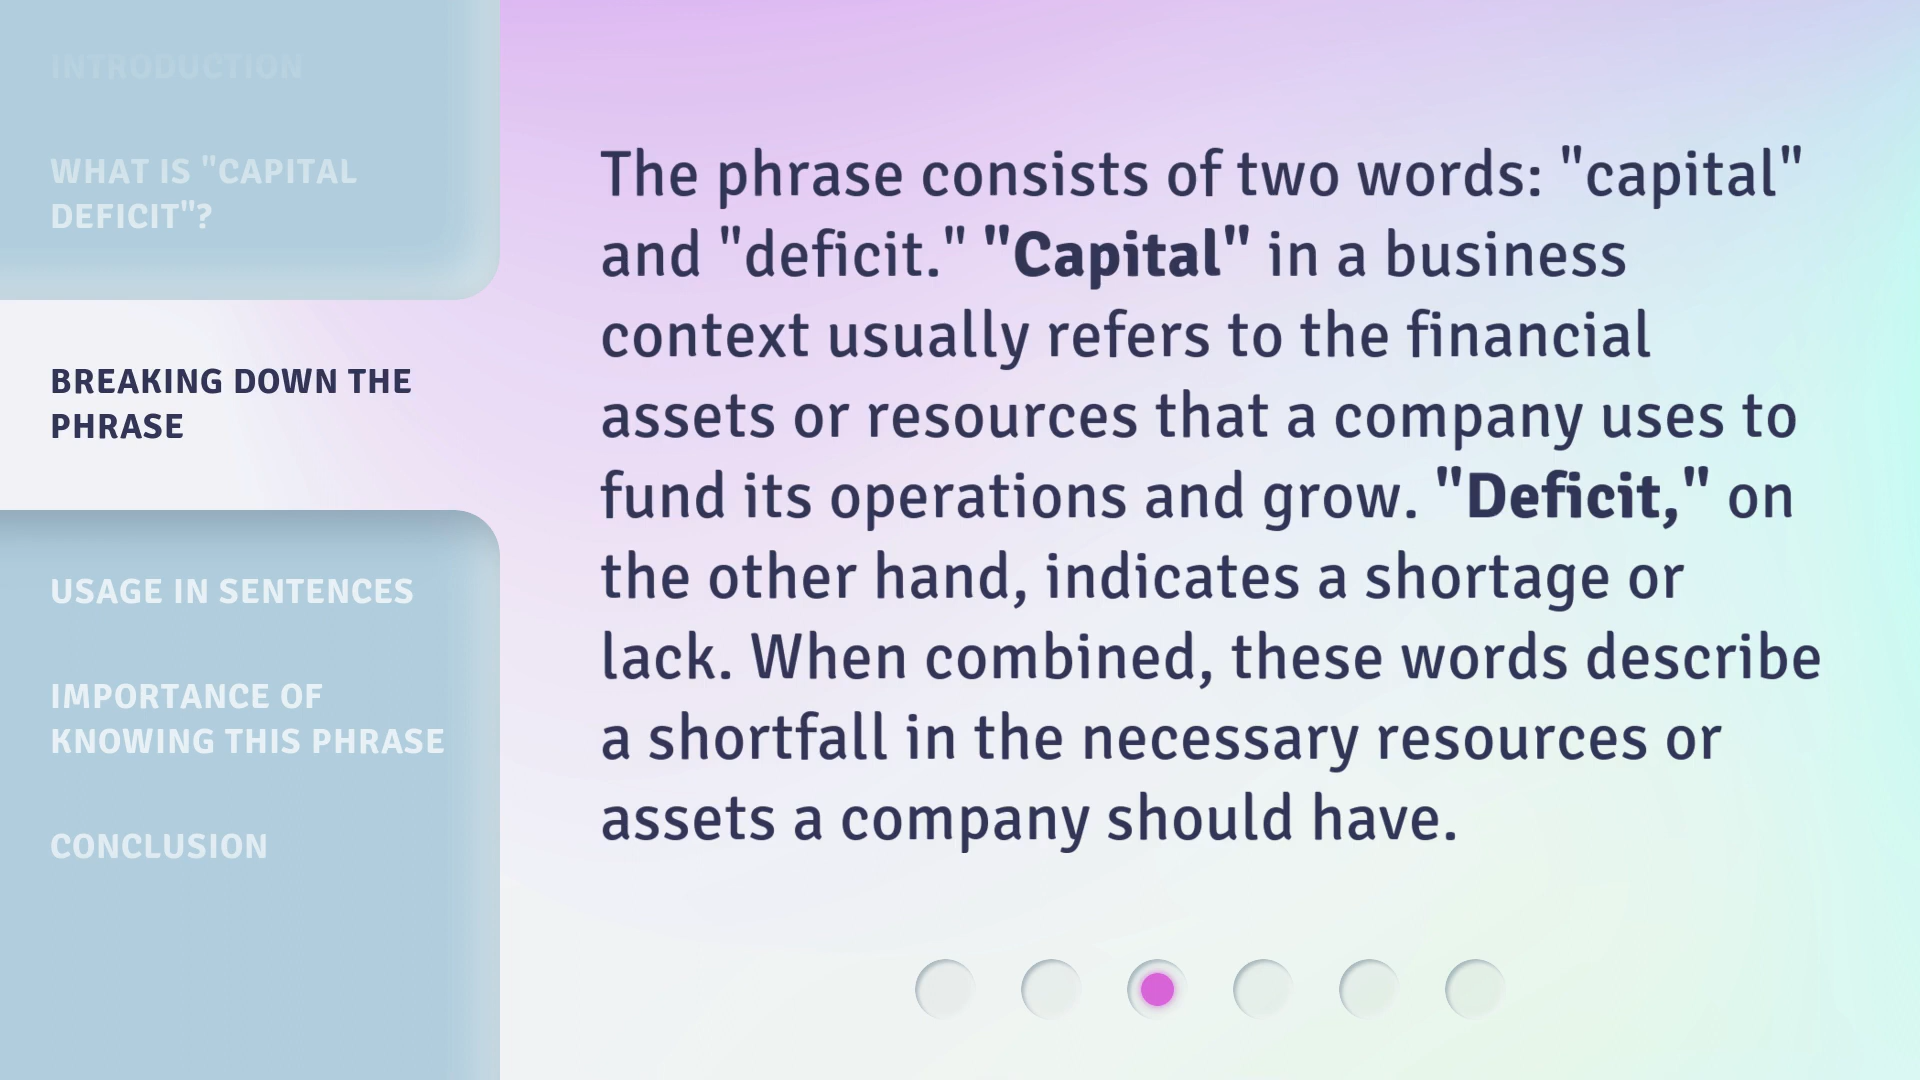 INTRODUCTION
WHAT IS "CAPITAL
DEFICIT"?
BREAKING DOWN THE
PHRASE
USAGE IN SENTENCES
IMPORTANCE OF
KNOWING THIS PHRASE
CONCLUSION
The phrase consists of two words: "capital"
and "deficit." "Capital" in a business
context usually refers to the financial
assets or resources that a company uses to
fund its operations and grow. "Deficit," on
the other hand, indicates a shortage or
lack. When combined, these words describe
a shortfall in the necessary resources or
assets a company should have.